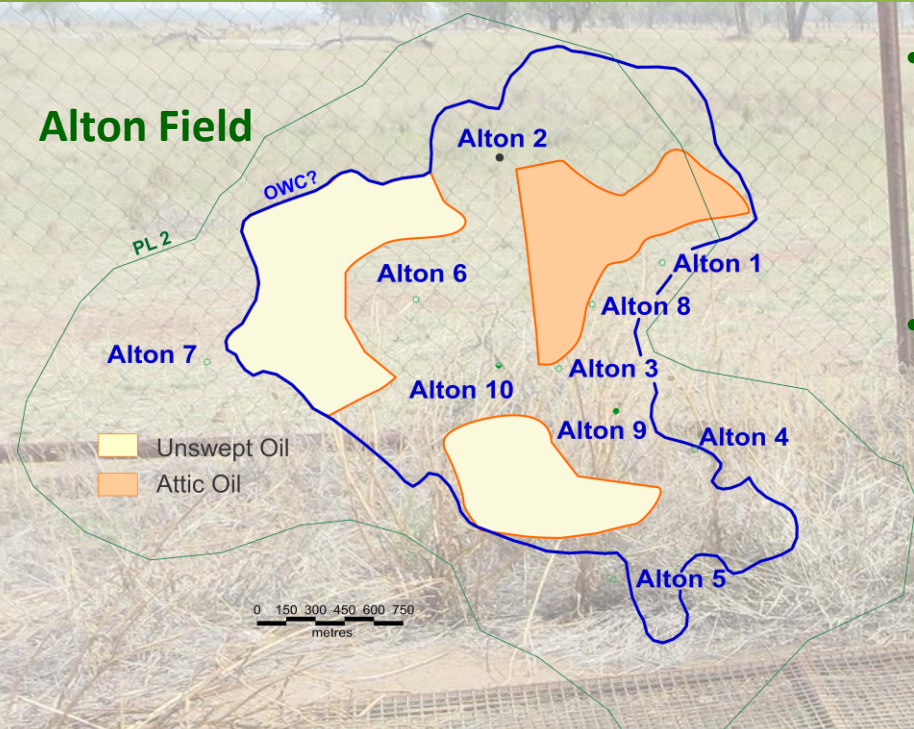 Alton Field
Alton 2
OWC?
PL 2
Alton 1
Alton 6
Alton 8
Alton 7
Alton 3
Alton 10
Alton 9
Alton 4
Unswept Oil
Attic Oil
Alton 5
0 150 300 450 600 750
metres